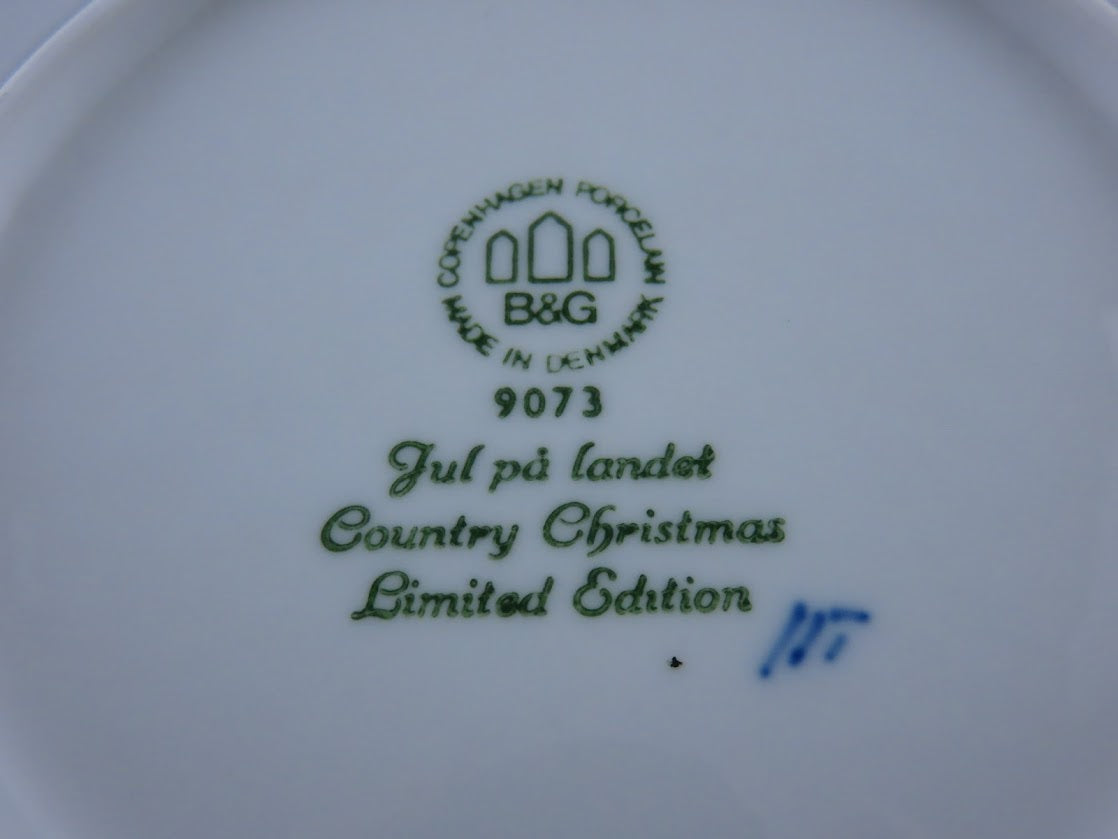 COPENHAGEN PORCELAIN
B&G
MADE IN DENMARK
9073
Jul på landet
Country Christmas
Limited Edition